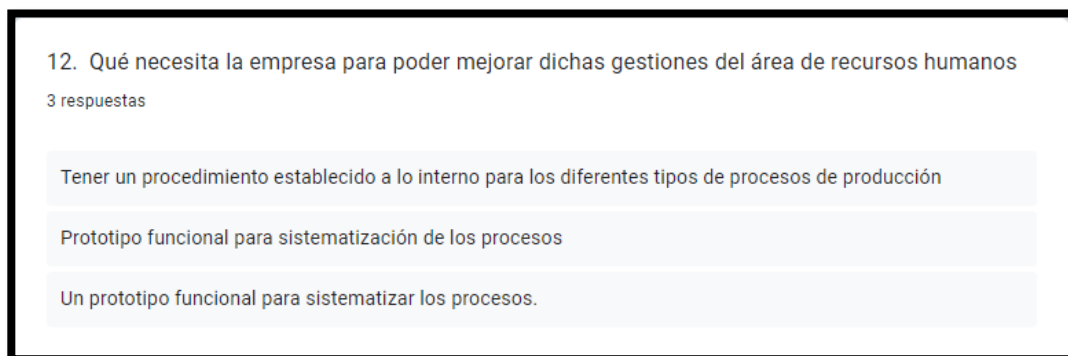 12. Qué necesita la empresa para poder mejorar dichas gestiones del área de recursos humanos
3 respuestas
Tener un procedimiento establecido a lo interno para los diferentes tipos de procesos de producción
Prototipo funcional para sistematización de los procesos
Un prototipo funcional para sistematizar los procesos.